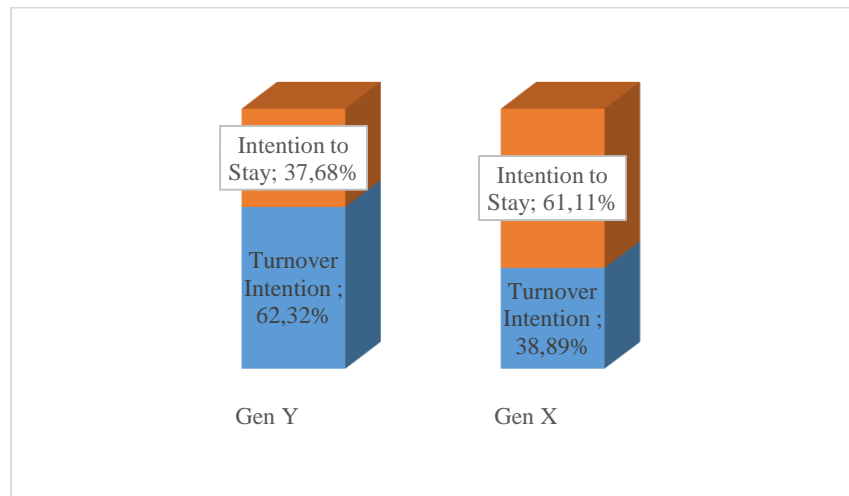 Intention to
Stay; 37,68%
Turnover
Intention ;
62,32%
Intention to
Stay; 61,11%
Turnover
Intention ;
38,89%
Gen Y
Gen X